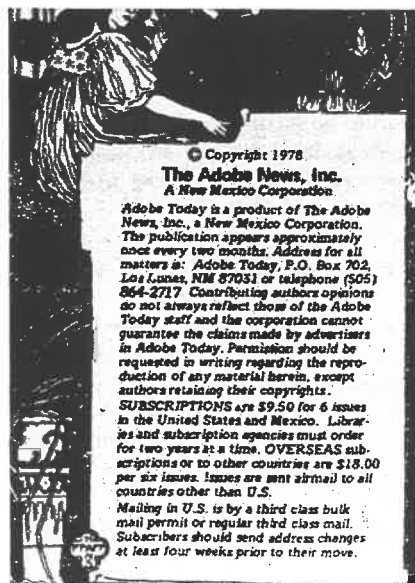 © Copyright 1978
The Adobe News, Inc.
A New Mexico Corporation
Adobe Today is a product of The Adobe
News, Inc., a New Mexico Corporation.
The publication appears approximately
once every two months. Address for all
matters is: Adobe Today, P.O. Box 702,
Los Lunas, NM 87031 or telephone (505)
864-2717 Contributing authors opinions
do not always reflect those of the Adobe
Today staff and the corporation cannot
guarantee the claims made by advertisers
in Adobe Today. Permission should be
requested in writing regarding the repro-
duction of any material herein, except
authors retaining their copyrights.
SUBSCRIPTIONS are $9.50 for 6 issues
in the United States and Mexico. Librar-
ies and subscription agencies must order
for two years at a time. OVERSEAS sub-
scriptions or to other countries are $18.00
per six issues. Issues are sent airmail to all
countries other than U.S.
Mailing in U.S. is by a third class bulk
mail permit or regular third class mail.
Subscribers should send address changes
at least four weeks prior to their move.